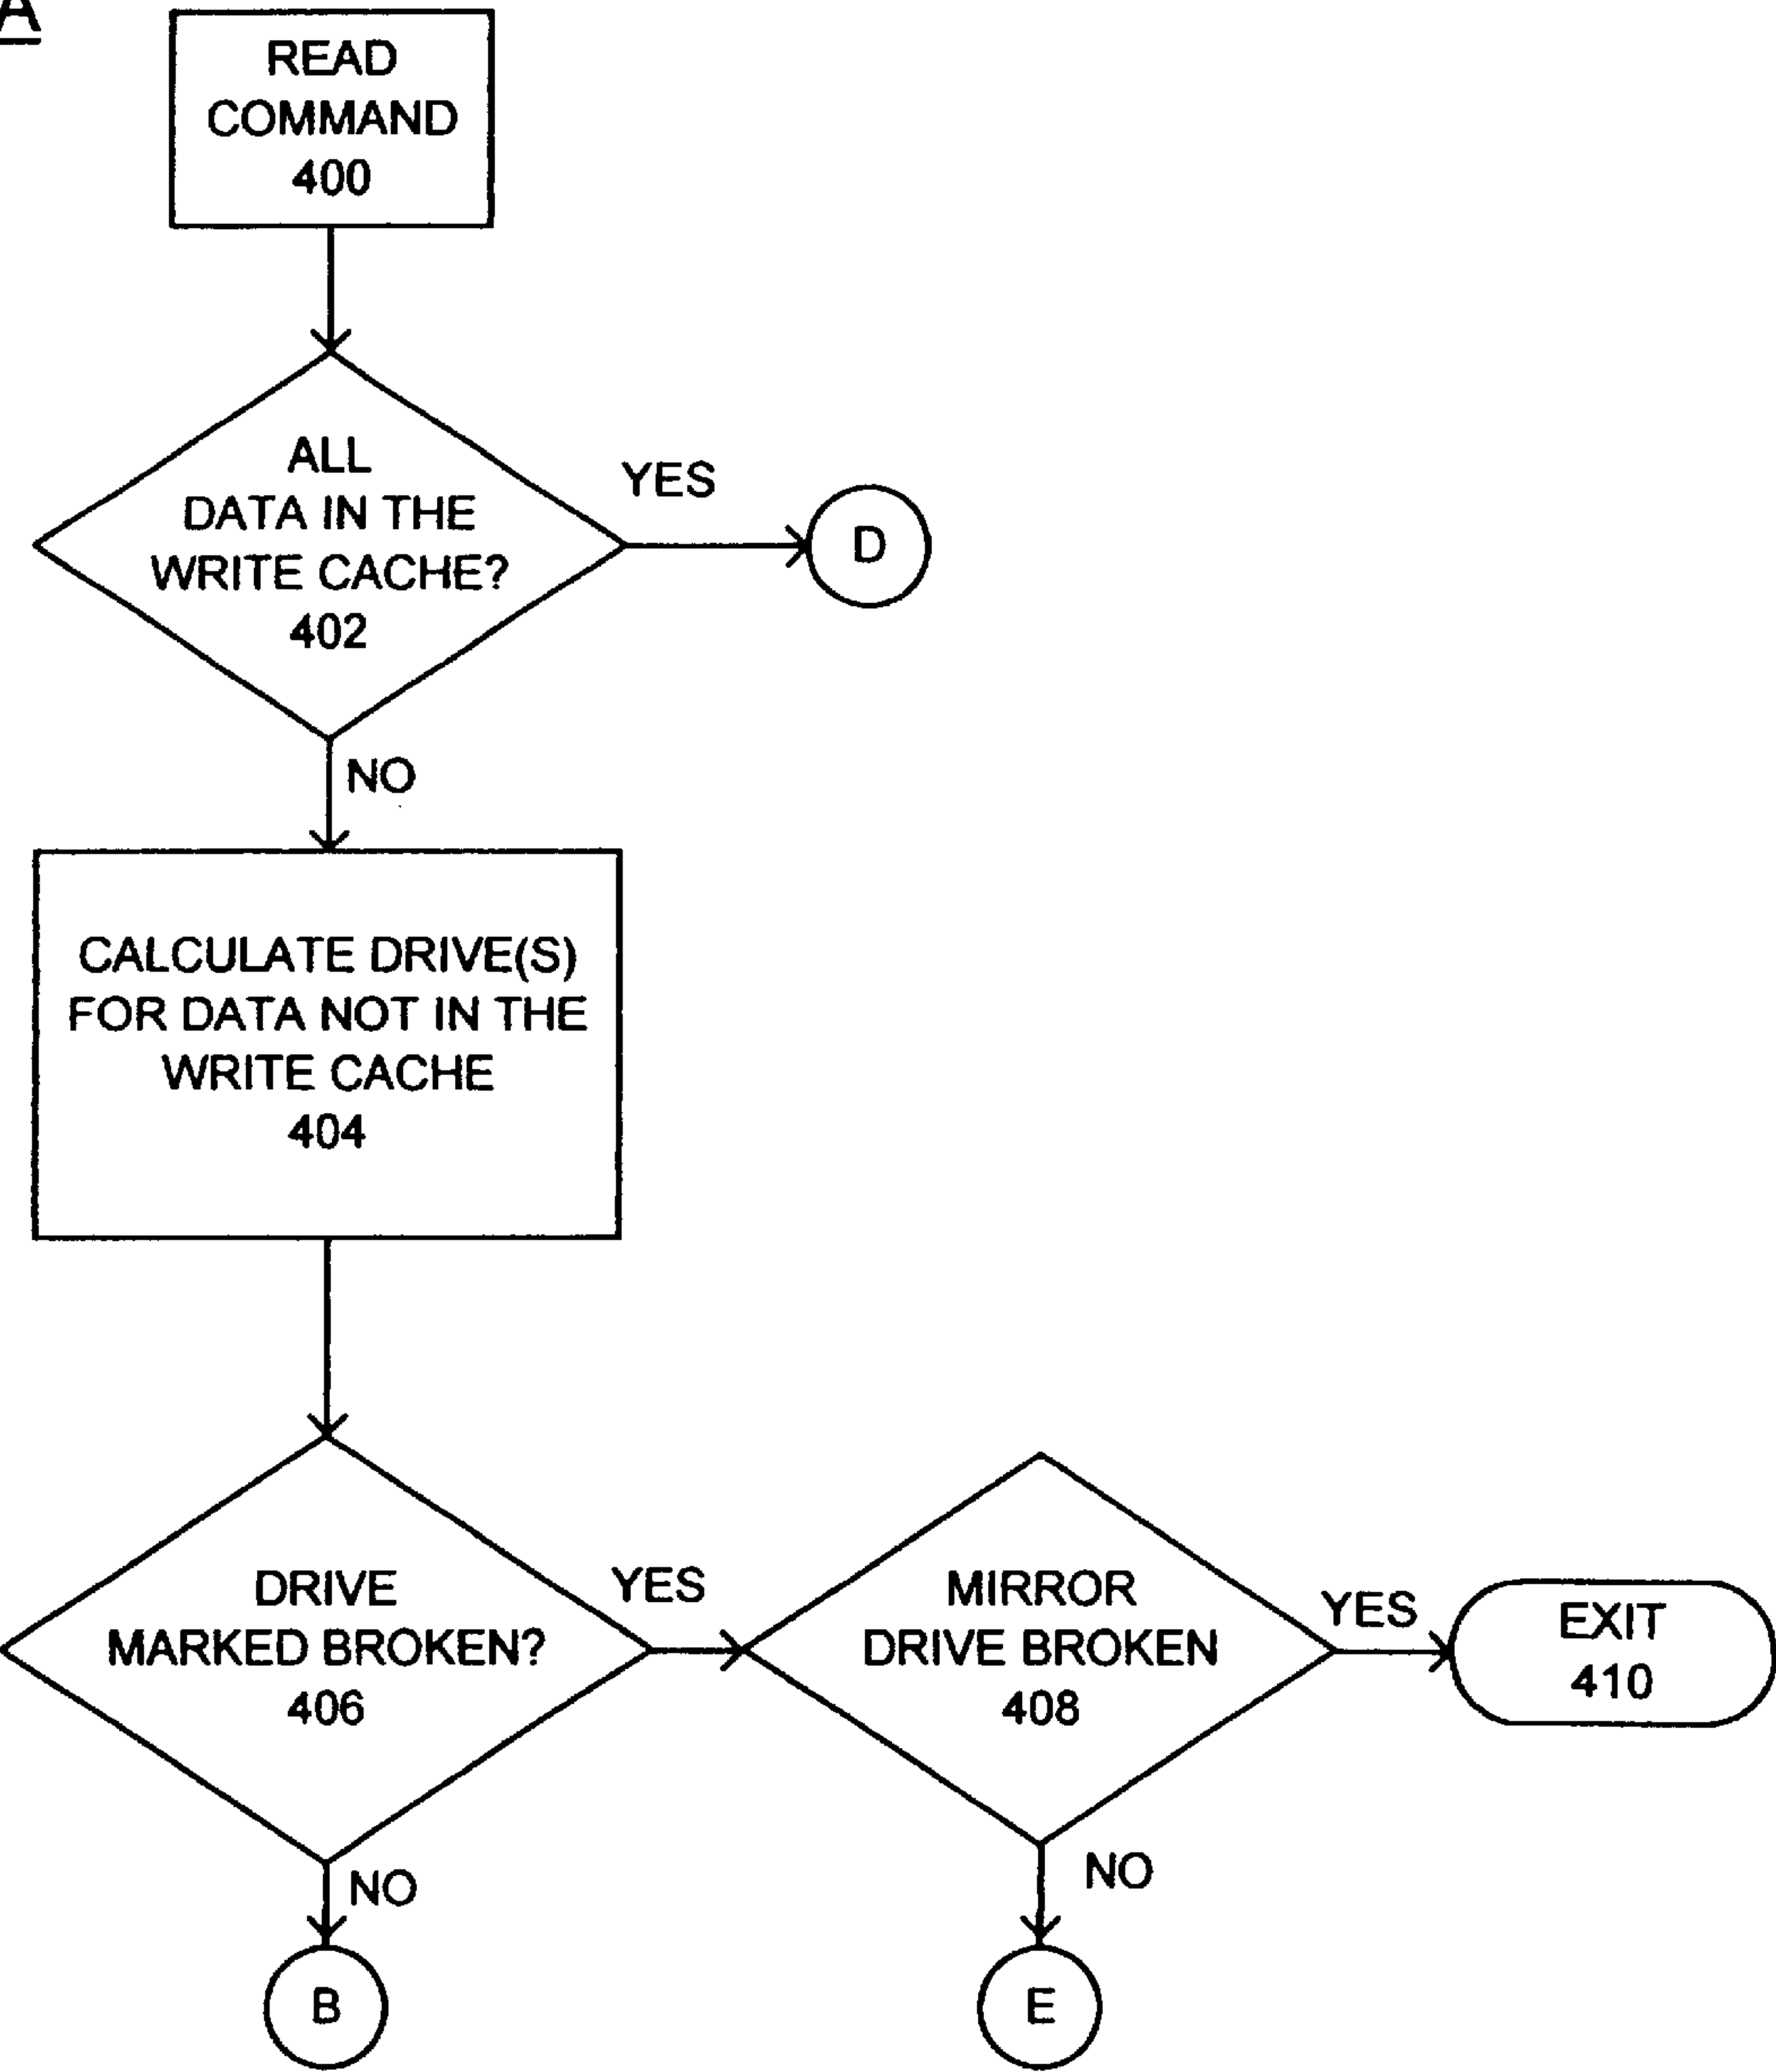 A
READ
COMMAND
400
ALL
DATA IN THE
WRITE CACHE?
402
YES
D
NO
CALCULATE DRIVE(S)
FOR DATA NOT IN THE
WRITE CACHE
404
DRIVE
MARKED BROKEN?
406
YES
MIRROR
DRIVE BROKEN
408
YES
EXIT
410
NO
B
NO
E